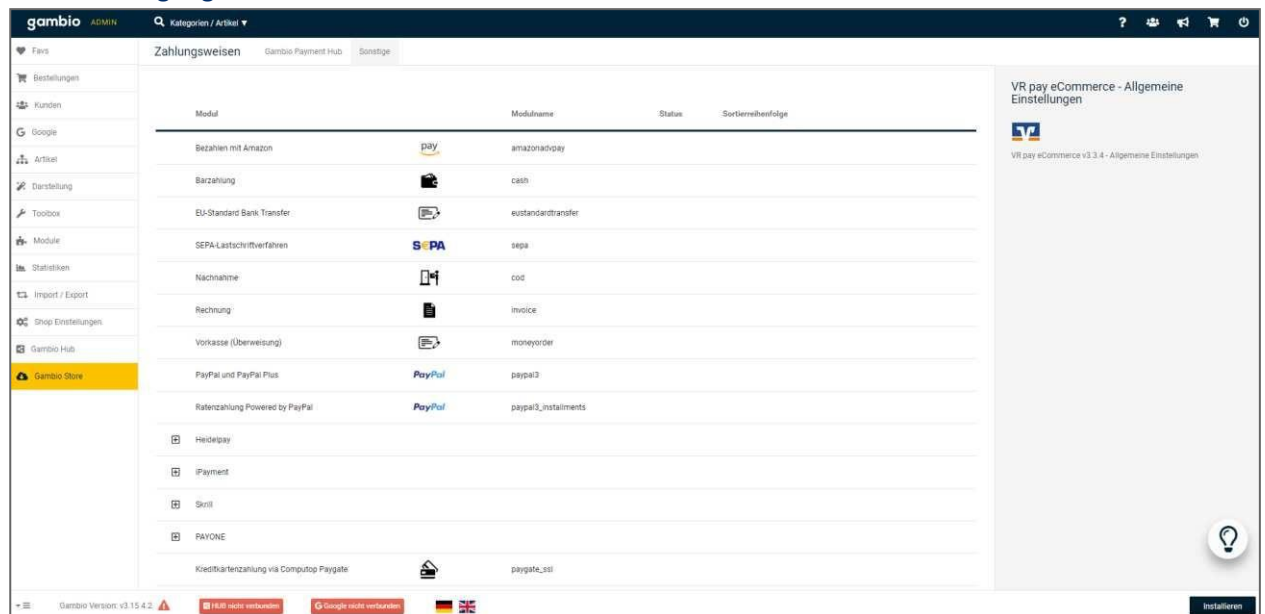 gambio ADMIN
Kategorien / Artikel ▼
?
Favs
Bestellungen
Kunden
G Google
Artikel
Darstellung
Toolbox
Module
Statistiken
Import / Export
Shop Einstellungen
Gambio Hub
Gambio Store
Zahlungsweisen Gambio Payment Hub Sonstige
Modul Modulname Status Sortierreihenfolge
Bezahlen mit Amazon pay amazonadvpay
Barzahlung cash
EU-Standard Bank Transfer eustandardtransfer
SEPA-Lastschriftverfahren S€PA sepa
Nachnahme cod
Rechnung invoice
Vorkasse (Überweisung) moneyorder
PayPal und PayPal Plus PayPal paypal3
Ratenzahlung Powered by PayPal PayPal paypal3_installments
Heidelpay
iPayment
Skrill
PAYONE
Kreditkartenzahlung via Computop Paygate paygate_ssl
VR pay eCommerce - Allgemeine
Einstellungen
VR pay eCommerce v3.3.4 - Allgemeine Einstellungen
Gambio Version: v3.15.4.2 HUB nicht verbunden G Google nicht verbunden
Installieren